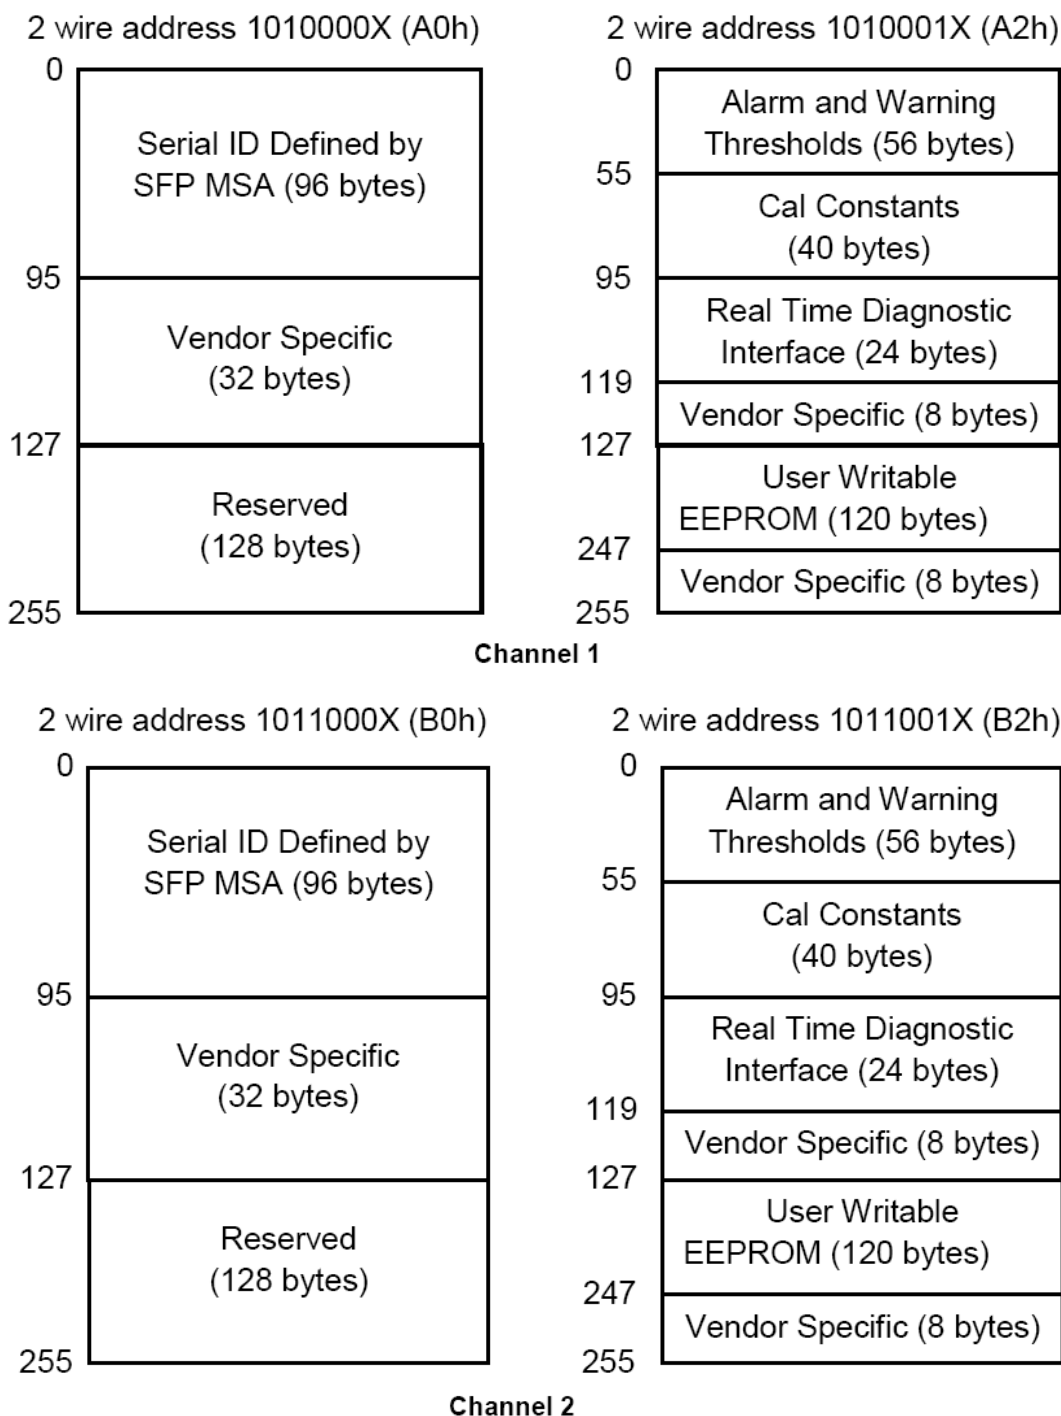 2 wire address 1010000X (A0h)
0
Serial ID Defined by
SFP MSA (96 bytes)
95
Vendor Specific
(32 bytes)
127
Reserved
(128 bytes)
255
2 wire address 1010001X (A2h)
0
Alarm and Warning
Thresholds (56 bytes)
55
Cal Constants
(40 bytes)
95
Real Time Diagnostic
Interface (24 bytes)
119
Vendor Specific (8 bytes)
127
User Writable
EEPROM (120 bytes)
247
Vendor Specific (8 bytes)
255
Channel 1
2 wire address 1011000X (B0h)
0
Serial ID Defined by
SFP MSA (96 bytes)
95
Vendor Specific
(32 bytes)
127
Reserved
(128 bytes)
255
2 wire address 1011001X (B2h)
0
Alarm and Warning
Thresholds (56 bytes)
55
Cal Constants
(40 bytes)
95
Real Time Diagnostic
Interface (24 bytes)
119
Vendor Specific (8 bytes)
127
User Writable
EEPROM (120 bytes)
247
Vendor Specific (8 bytes)
255
Channel 2